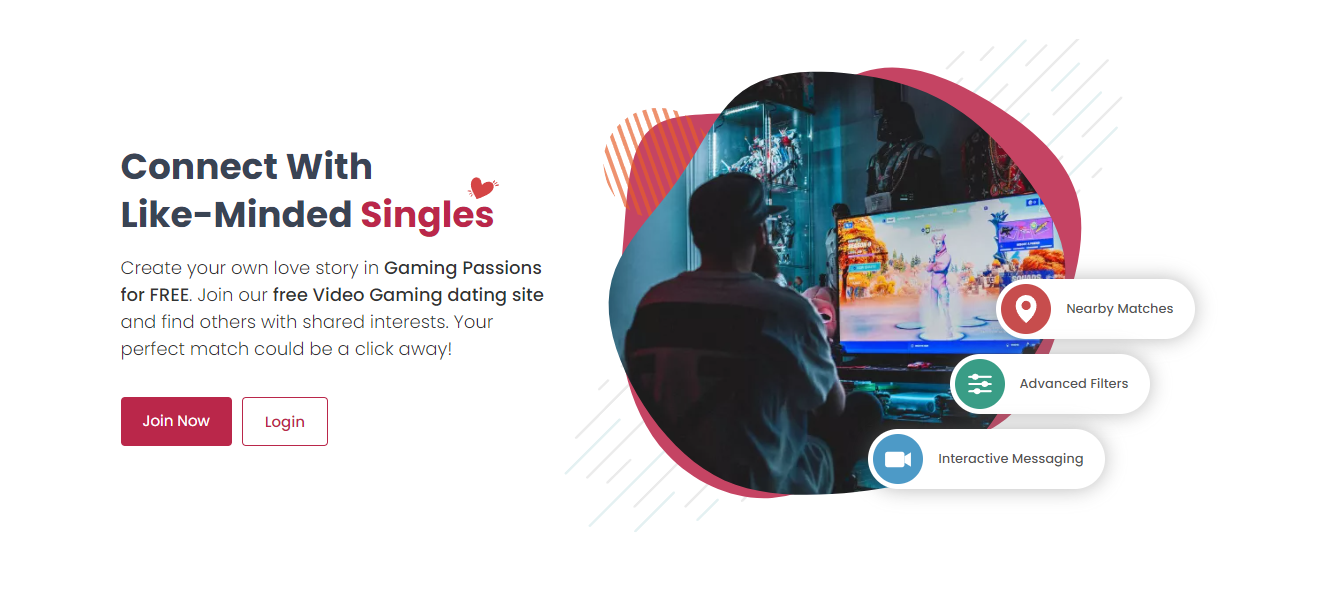 Connect With
Like-Minded Singles
Create your own love story in Gaming Passions
for FREE. Join our free Video Gaming dating site
and find others with shared interests. Your
perfect match could be a click away!
Join Now
Login
Nearby Matches
Advanced Filters
Interactive Messaging